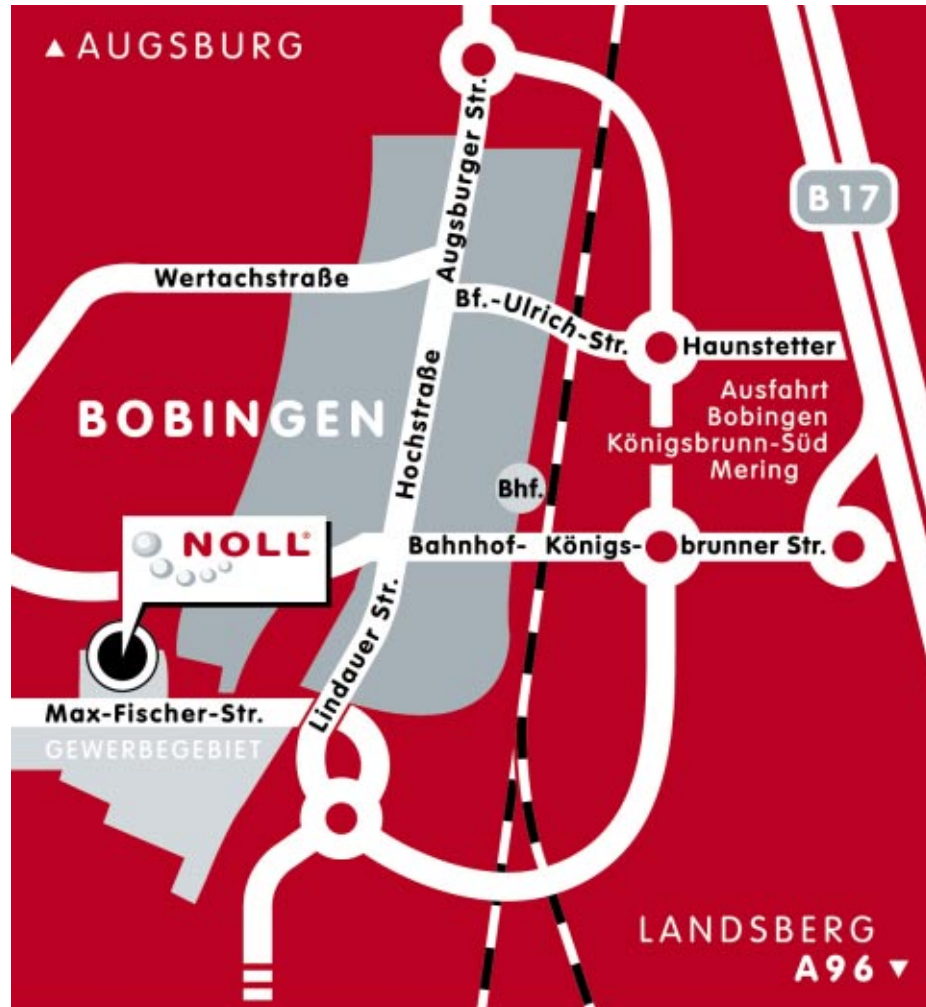 ▲ AUGSBURG
Augsburger Str.
B 17
Wertachstraße
Bf.-Ulrich-Str.
Haunstetter
Ausfahrt
Bobingen
Königsbrunn-Süd
Mering
BOBINGEN
Hochstraße
Bhf.
NOLL®
Bahnhof- Königs- brunner Str.
Lindauer Str.
Max-Fischer-Str.
GEWERBEGEBIET
LANDSBERG
A96 ▼